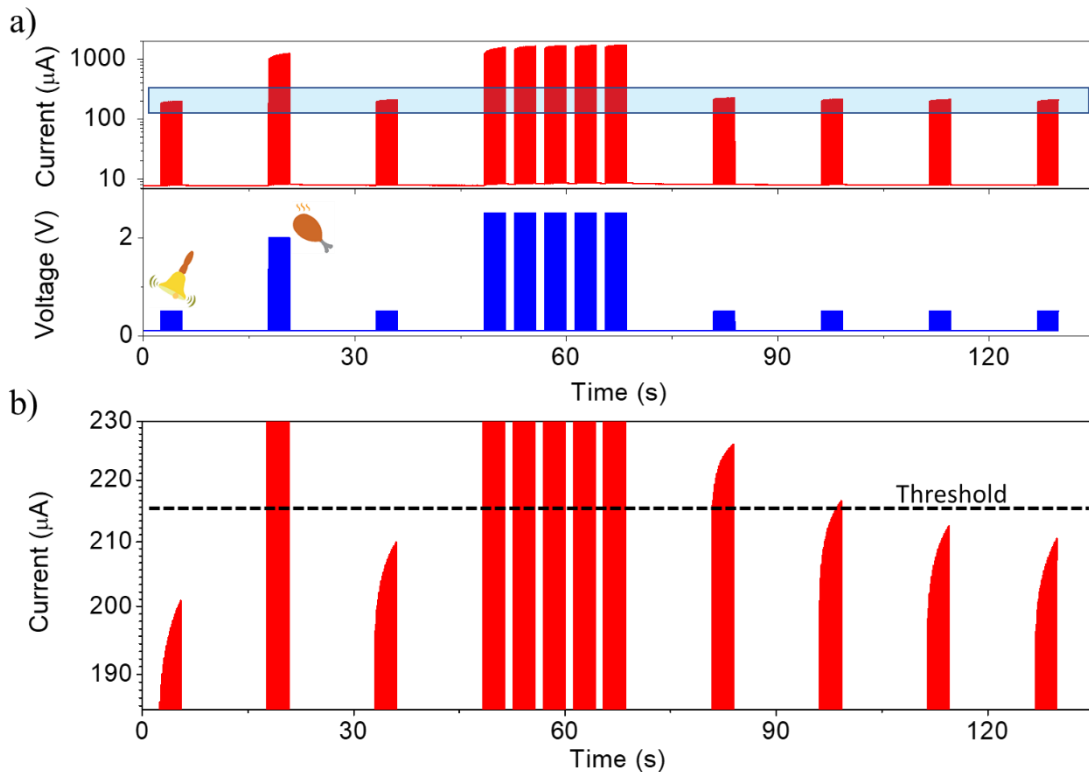 a)
Current (μA)
1000
100
10
Voltage (V)
2
0
0 30 60 90 120
Time (s)
b)
Current (μA)
230
220
210
200
190
Threshold
0 30 60 90 120
Time (s)